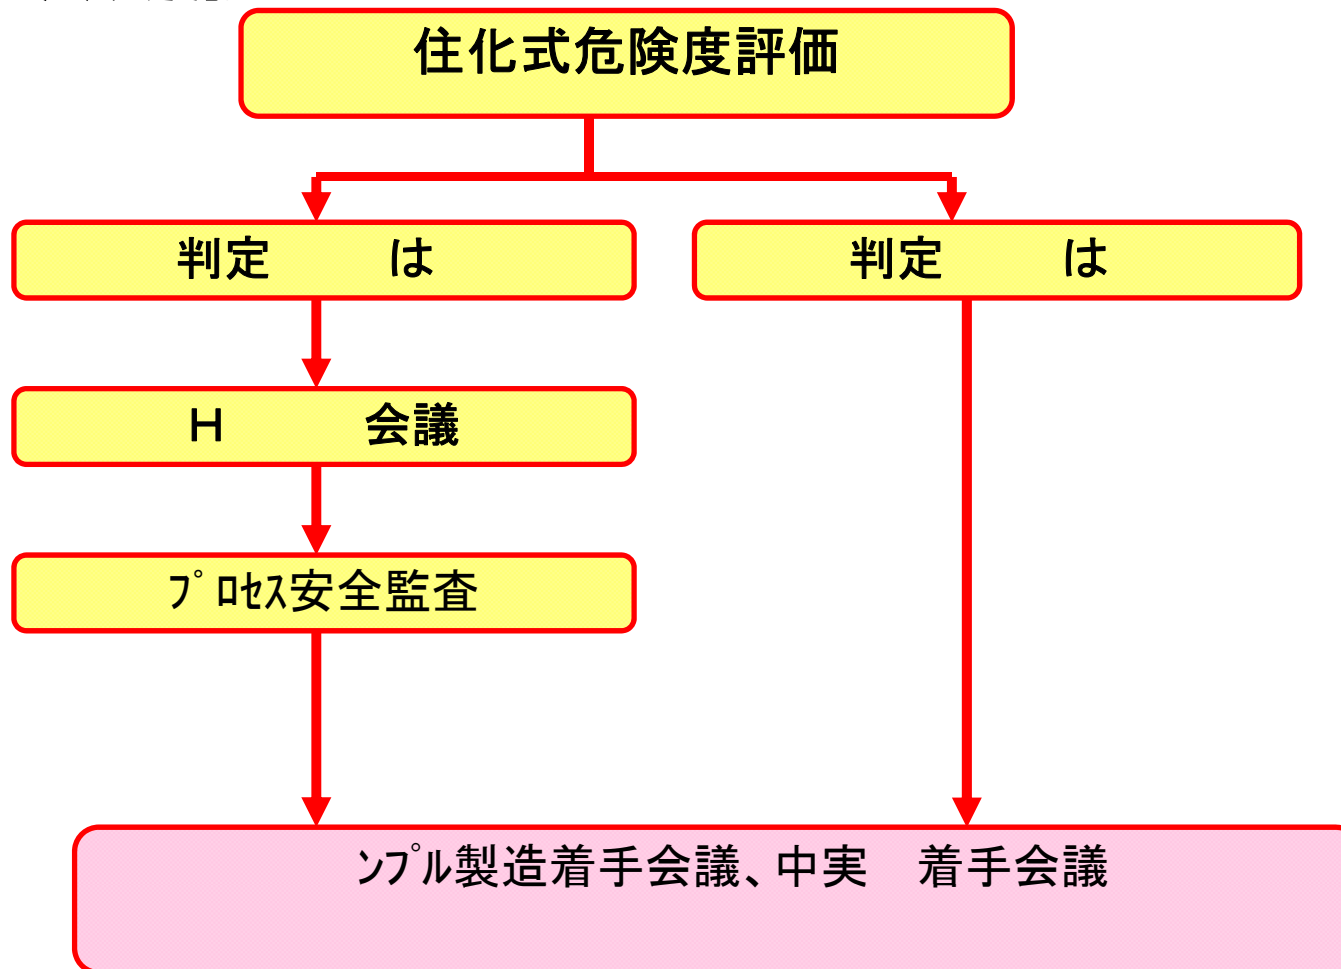 住化式危険度評価
判定　　は
判定　　は
Ｈ　　　会議
ﾌﾟﾛｾｽ安全監査
ﾝﾌﾟﾙ製造着手会議、中実　着手会議